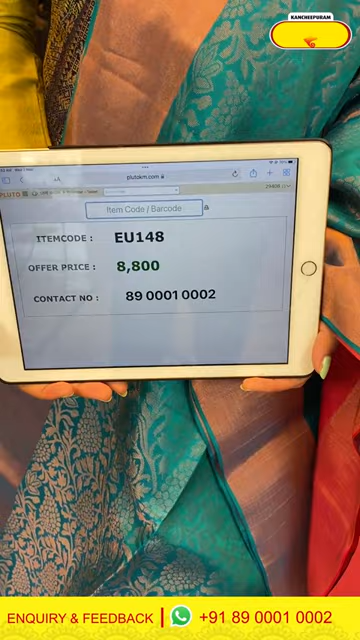 KANCHEEPURAM
plutokm.com
PLUTO
Item Code / Barcode
ITEMCODE : EU148
OFFER PRICE : 8,800
CONTACT NO : 89 0001 0002
ENQUIRY & FEEDBACK | +91 89 0001 0002